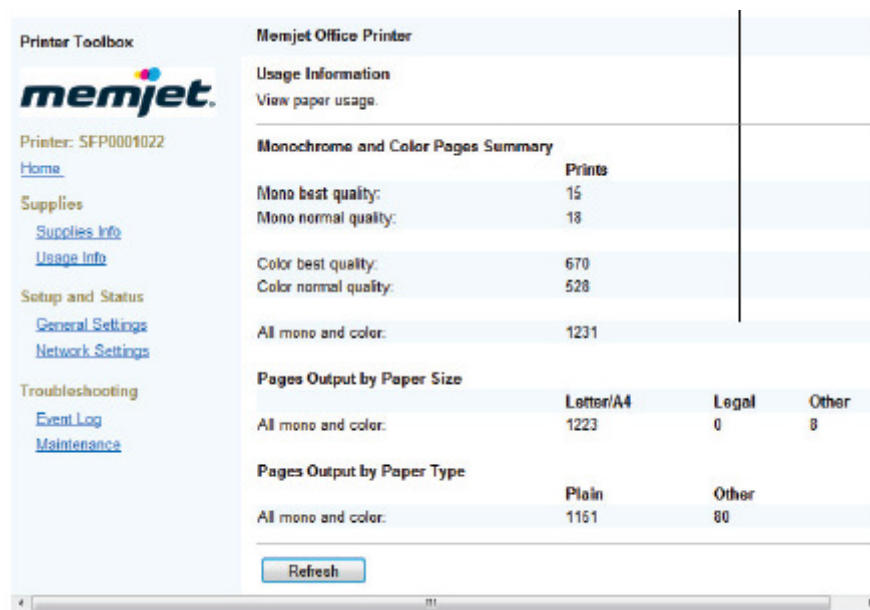 Printer Toolbox
memjet.
Printer: SFP0001022
Home
Supplies
Supplies Info
Usage Info
Setup and Status
General Settings
Network Settings
Troubleshooting
Event Log
Maintenance
Memjet Office Printer
Usage Information
View paper usage.
Monochrome and Color Pages Summary
Prints
Mono best quality: 15
Mono normal quality: 18
Color best quality: 670
Color normal quality: 528
All mono and color: 1231
Pages Output by Paper Size
Letter/A4 Legal Other
All mono and color: 1223 0 8
Pages Output by Paper Type
Plain Other
All mono and color: 1151 80
Refresh